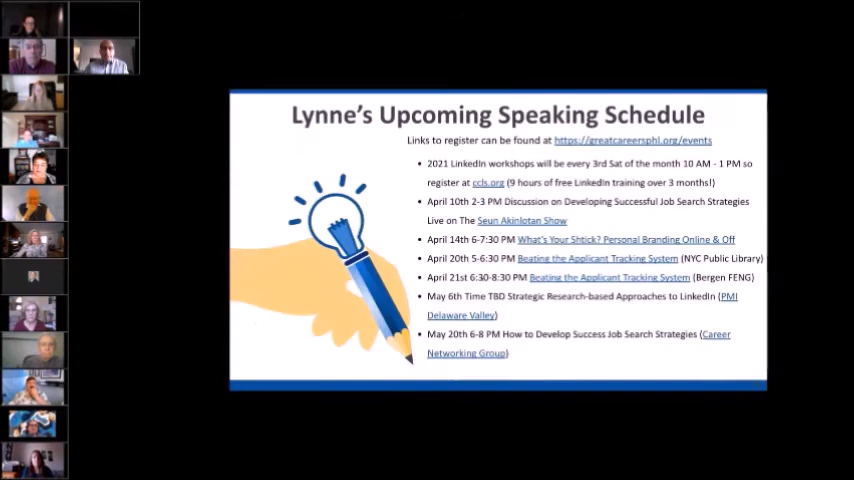 Lynne's Upcoming Speaking Schedule
Links to register can be found at https://greatcareersphl.org/events
• 2021 LinkedIn workshops will be every 3rd Sat of the month 10 AM - 1 PM so
register at ccls.org (9 hours of free LinkedIn training over 3 months!)
• April 10th 2-3 PM Discussion on Developing Successful Job Search Strategies
Live on The Seun Akinlotan Show
• April 14th 6-7:30 PM What's Your Shtick? Personal Branding Online & Off
• April 20th 5-6:30 PM Beating the Applicant Tracking System (NYC Public Library)
• April 21st 6:30-8:30 PM Beating the Applicant Tracking System (Bergen FENG)
• May 6th Time TBD Strategic Research-based Approaches to LinkedIn (PMI
Delaware Valley)
• May 20th 6-8 PM How to Develop Success Job Search Strategies (Career
Networking Group)